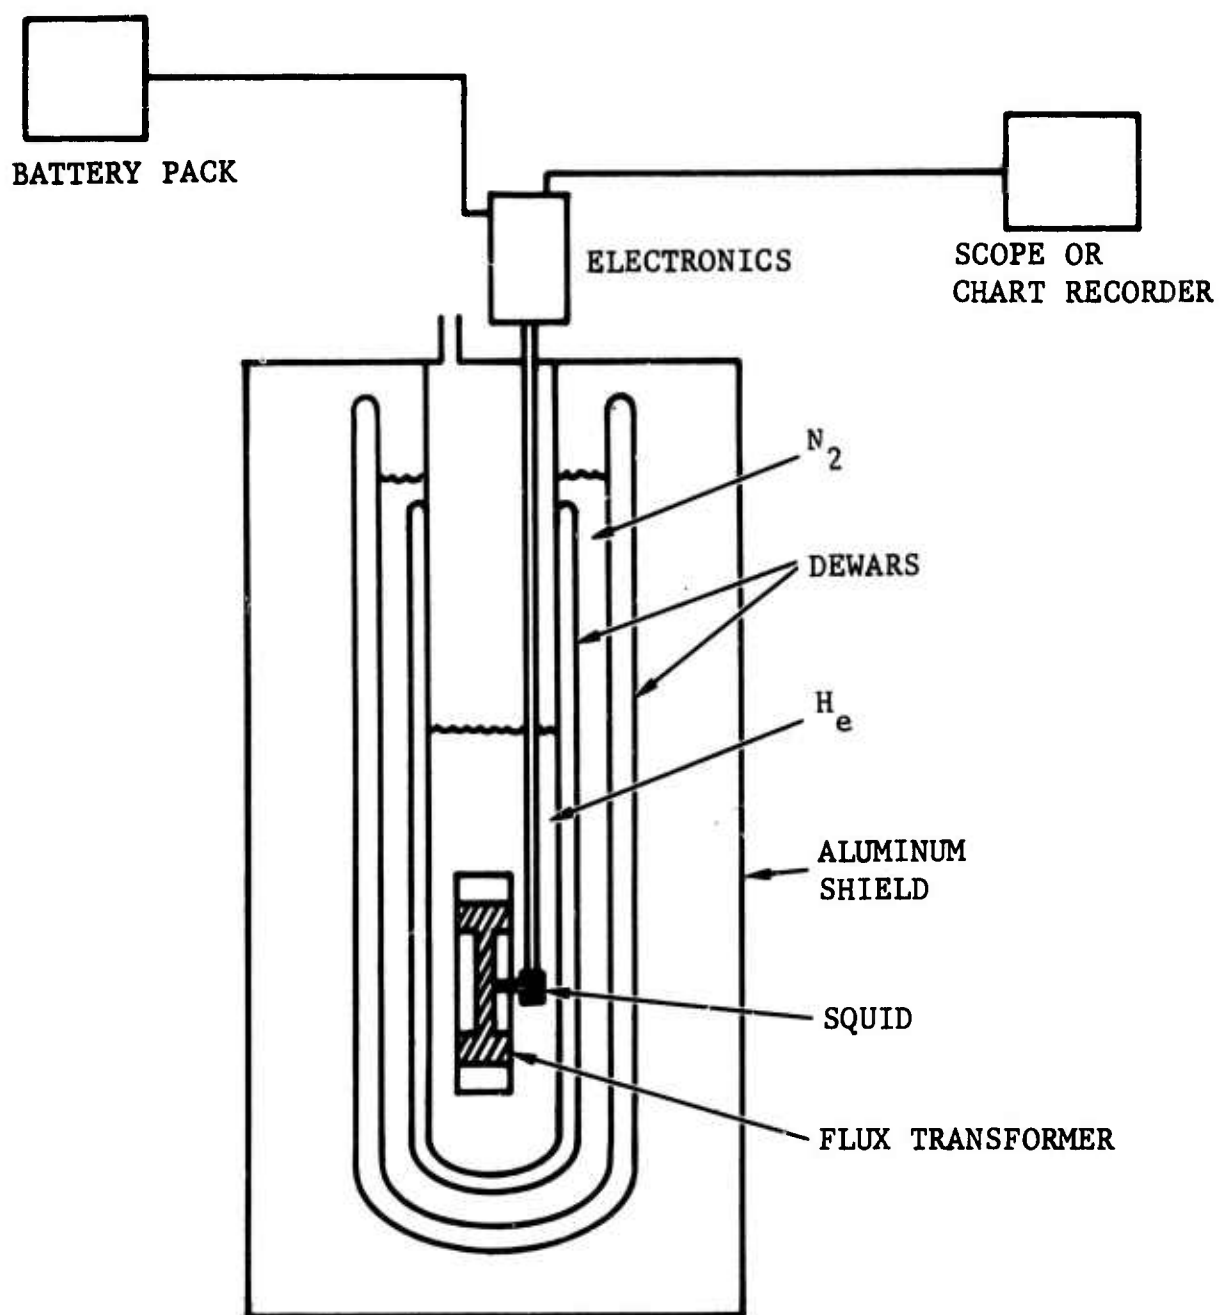 BATTERY PACK
ELECTRONICS
SCOPE OR
CHART RECORDER
N2
DEWARS
He
ALUMINUM
SHIELD
SQUID
FLUX TRANSFORMER